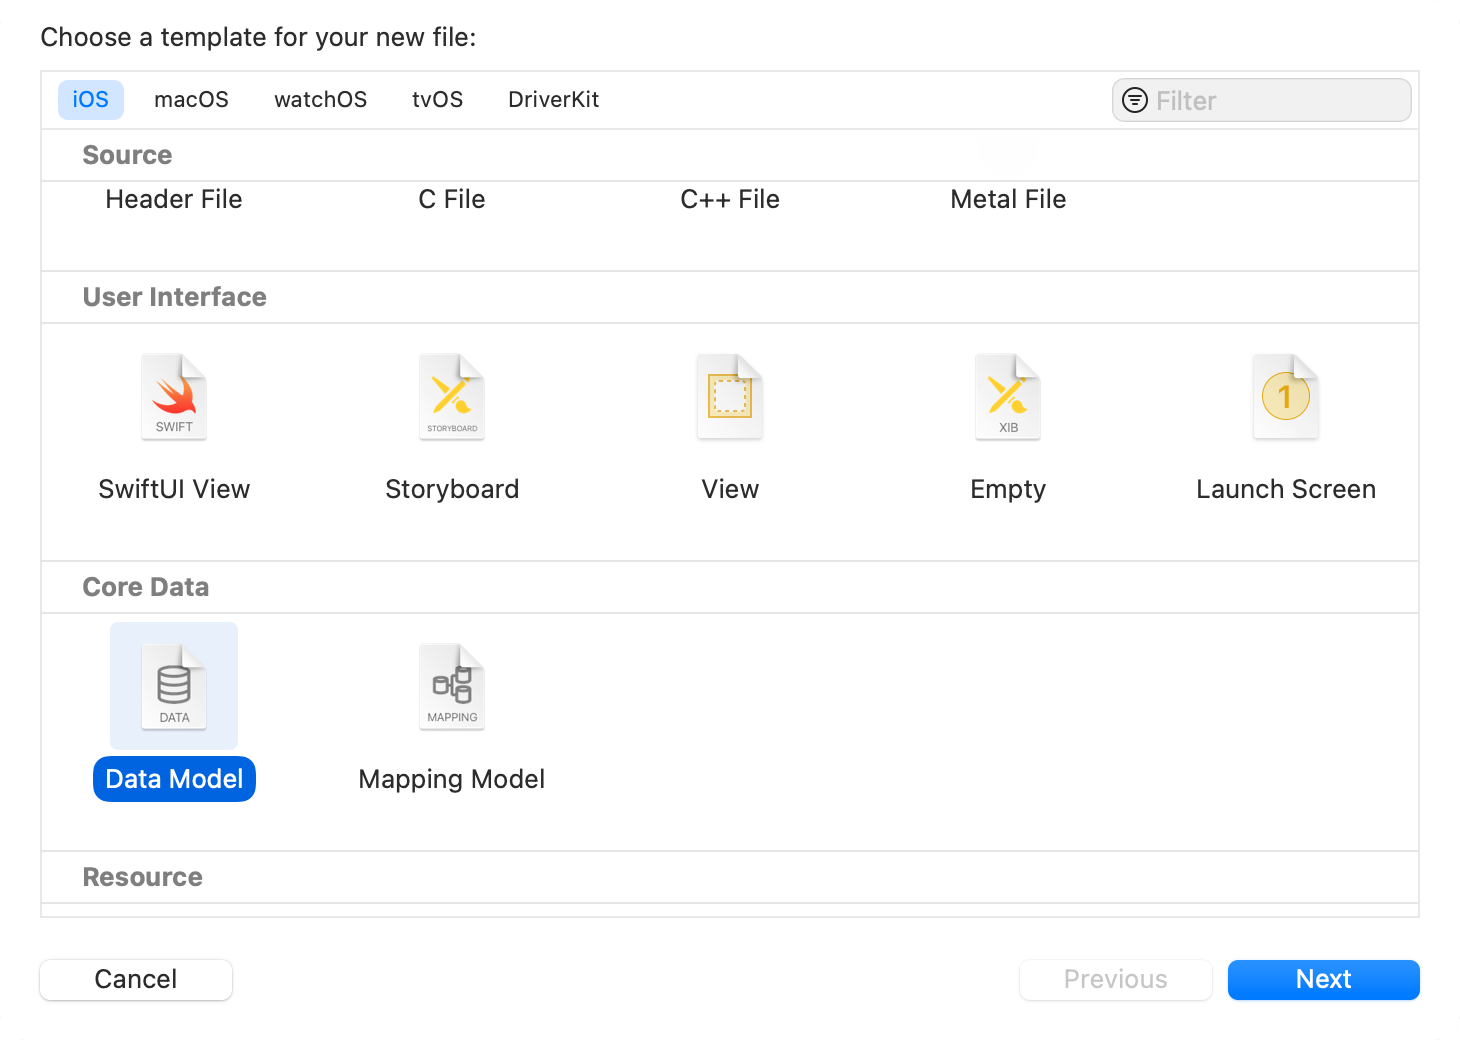 Choose a template for your new file:
iOS macOS watchOS tvOS DriverKit Filter
Source
Header File C File C++ File Metal File
User Interface
SWIFT STORYBOARD XIB 1
SwiftUI View Storyboard View Empty Launch Screen
Core Data
DATA MAPPING
Data Model Mapping Model
Resource
Cancel Previous Next